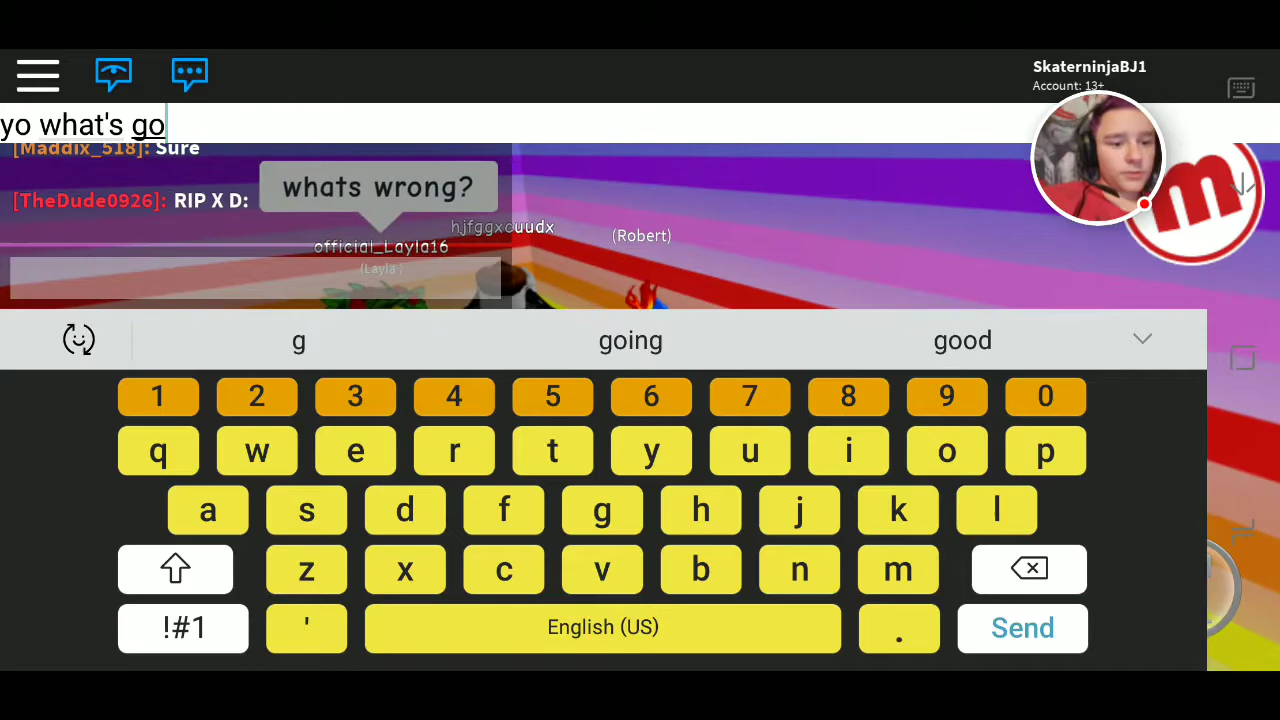 SkaterninjaBJ1
Account: 13+
yo what's go
[Maddix_518]: Sure
[TheDude0926]: RIP X D:
whats wrong?
hjfggxcuudx
(Robert)
official_Layla16
(Layla)
m
g going good
1 2 3 4 5 6 7 8 9 0
q w e r t y u i o p
a s d f g h j k l
z x c v b n m
!#1 ' English (US) . Send